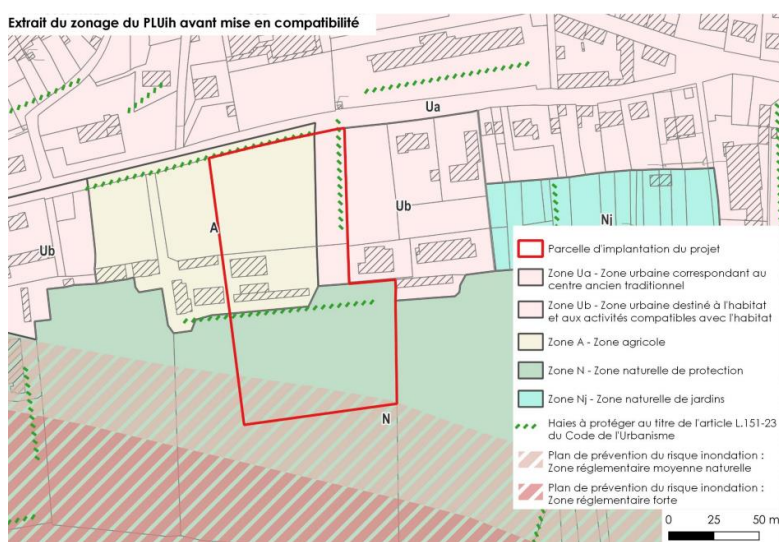 Extrait du zonage du PLUih avant mise en compatibilité
Ua
A
Ub
Nj
Ub
N
Parcelle d'implantation du projet
Zone Ua - Zone urbaine correspondant au
centre ancien traditionnel
Zone Ub - Zone urbaine destiné à l'habitat
et aux activités compatibles avec l'habitat
Zone A - Zone agricole
Zone N - Zone naturelle de protection
Zone Nj - Zone naturelle de jardins
Haies à protéger au titre de l'article L.151-23
du Code de l'Urbanisme
Plan de prévention du risque inondation :
Zone réglementaire moyenne naturelle
Plan de prévention du risque inondation :
Zone réglementaire forte
0 25 50 m